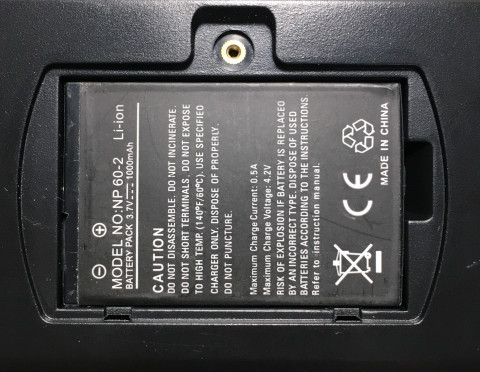 MODEL NO:NP 60-2 Li-ion
BATTERY PACK 3.7V⎓1000mAh
CAUTION
DO NOT DISASSEMBLE. DO NOT INCINERATE.
DO NOT SHORT TERMINALS. DO NOT EXPOSE
TO HIGH TEMP (140ºF/60ºC). USE SPECIFIED
CHARGER ONLY. DISPOSE OF PROPERLY.
DO NOT PUNCTURE.
Maximum Charge Current: 0.5A
Maximum Charge Voltage: 4.2V
RISK OF EXPLOSION IF BATTERY IS REPLACED
BY AN INCORRECT TYPE. DISPOSE OF USED
BATTERIES ACCORDING TO THE INSTRUCTIONS.
Refer to instruction manual.
CE
MADE IN CHINA